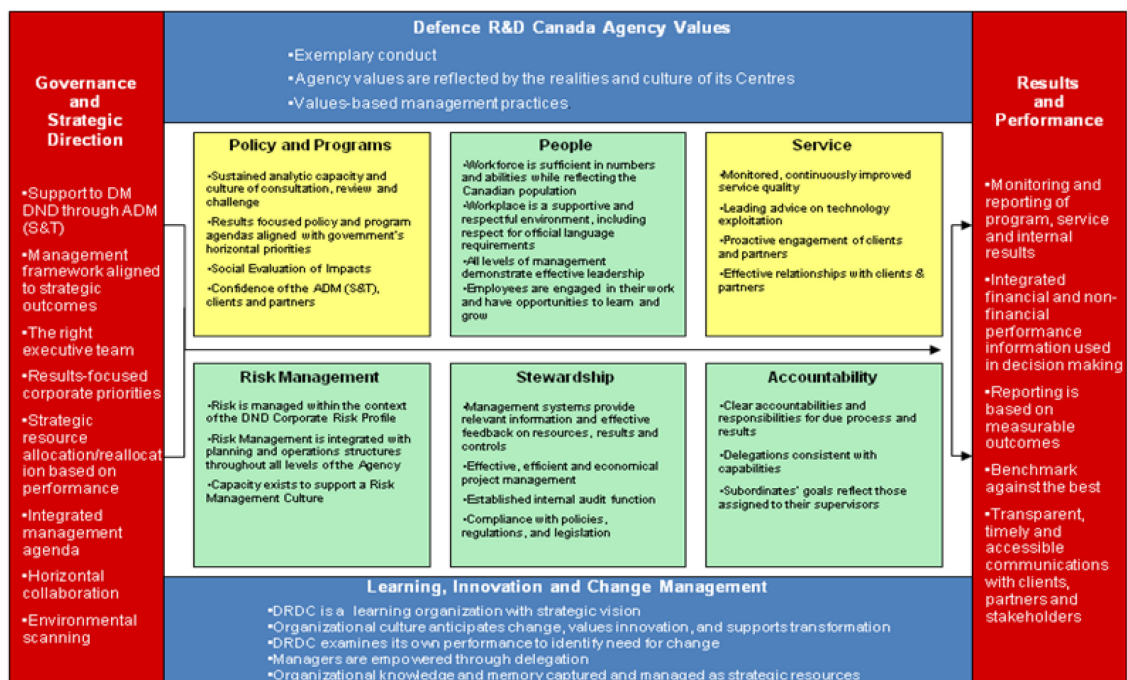 Defence R&D Canada Agency Values
•Exemplary conduct
•Agency values are reflected by the realities and culture of its Centres
•Values-based management practices
Governance
and
Strategic
Direction
•Support to DM
DND through ADM
(S&T)
•Management
framework aligned
to strategic
outcomes
•The right
executive team
•Results-focused
corporate priorities
•Strategic
resource
allocation/reallocat
ion based on
performance
•Integrated
management
agenda
•Horizontal
collaboration
•Environmental
scanning
Policy and Programs
•Sustained analytic capacity and
culture of consultation, review and
challenge
•Results focused policy and program
agendas aligned with government's
horizontal priorities
•Social Evaluation of Impacts
•Confidence of the ADM (S&T),
clients and partners
People
•Workforce is sufficient in numbers
and abilities while reflecting the
Canadian population
•Workplace is a supportive and
respectful environment, including
respect for official language
requirements
•All levels of management
demonstrate effective leadership
•Employees are engaged in their work
and have opportunities to learn and
grow
Service
•Monitored, continuously improved
service quality
•Leading advice on technology
exploitation
•Proactive engagement of clients
and partners
•Effective relationships with clients &
partners
Risk Management
•Risk is managed within the context
of the DND Corporate Risk Profile
•Risk Management is integrated with
planning and operations structures
throughout all levels of the Agency
•Capacity exists to support a Risk
Management Culture
Stewardship
•Management systems provide
relevant information and effective
feedback on resources, results and
controls
•Effective, efficient and economical
project management
•Established internal audit function
•Compliance with policies,
regulations, and legislation
Accountability
•Clear accountabilities and
responsibilities for due process and
results
•Delegations consistent with
capabilities
•Subordinates' goals reflect those
assigned to their supervisors
Results
and
Performance
•Monitoring and
reporting of
program, service
and internal
results
•Integrated
financial and non-
financial
performance
information used
in decision making
•Reporting is
based on
measurable
outcomes
•Benchmark
against the best
•Transparent,
timely and
accessible
communications
with clients,
partners and
stakeholders
Learning, Innovation and Change Management
•DRDC is a learning organization with strategic vision
•Organizational culture anticipates change, values innovation, and supports transformation
•DRDC examines its own performance to identify need for change
•Managers are empowered through delegation
•Organizational knowledge and memory captured and managed as strategic resources